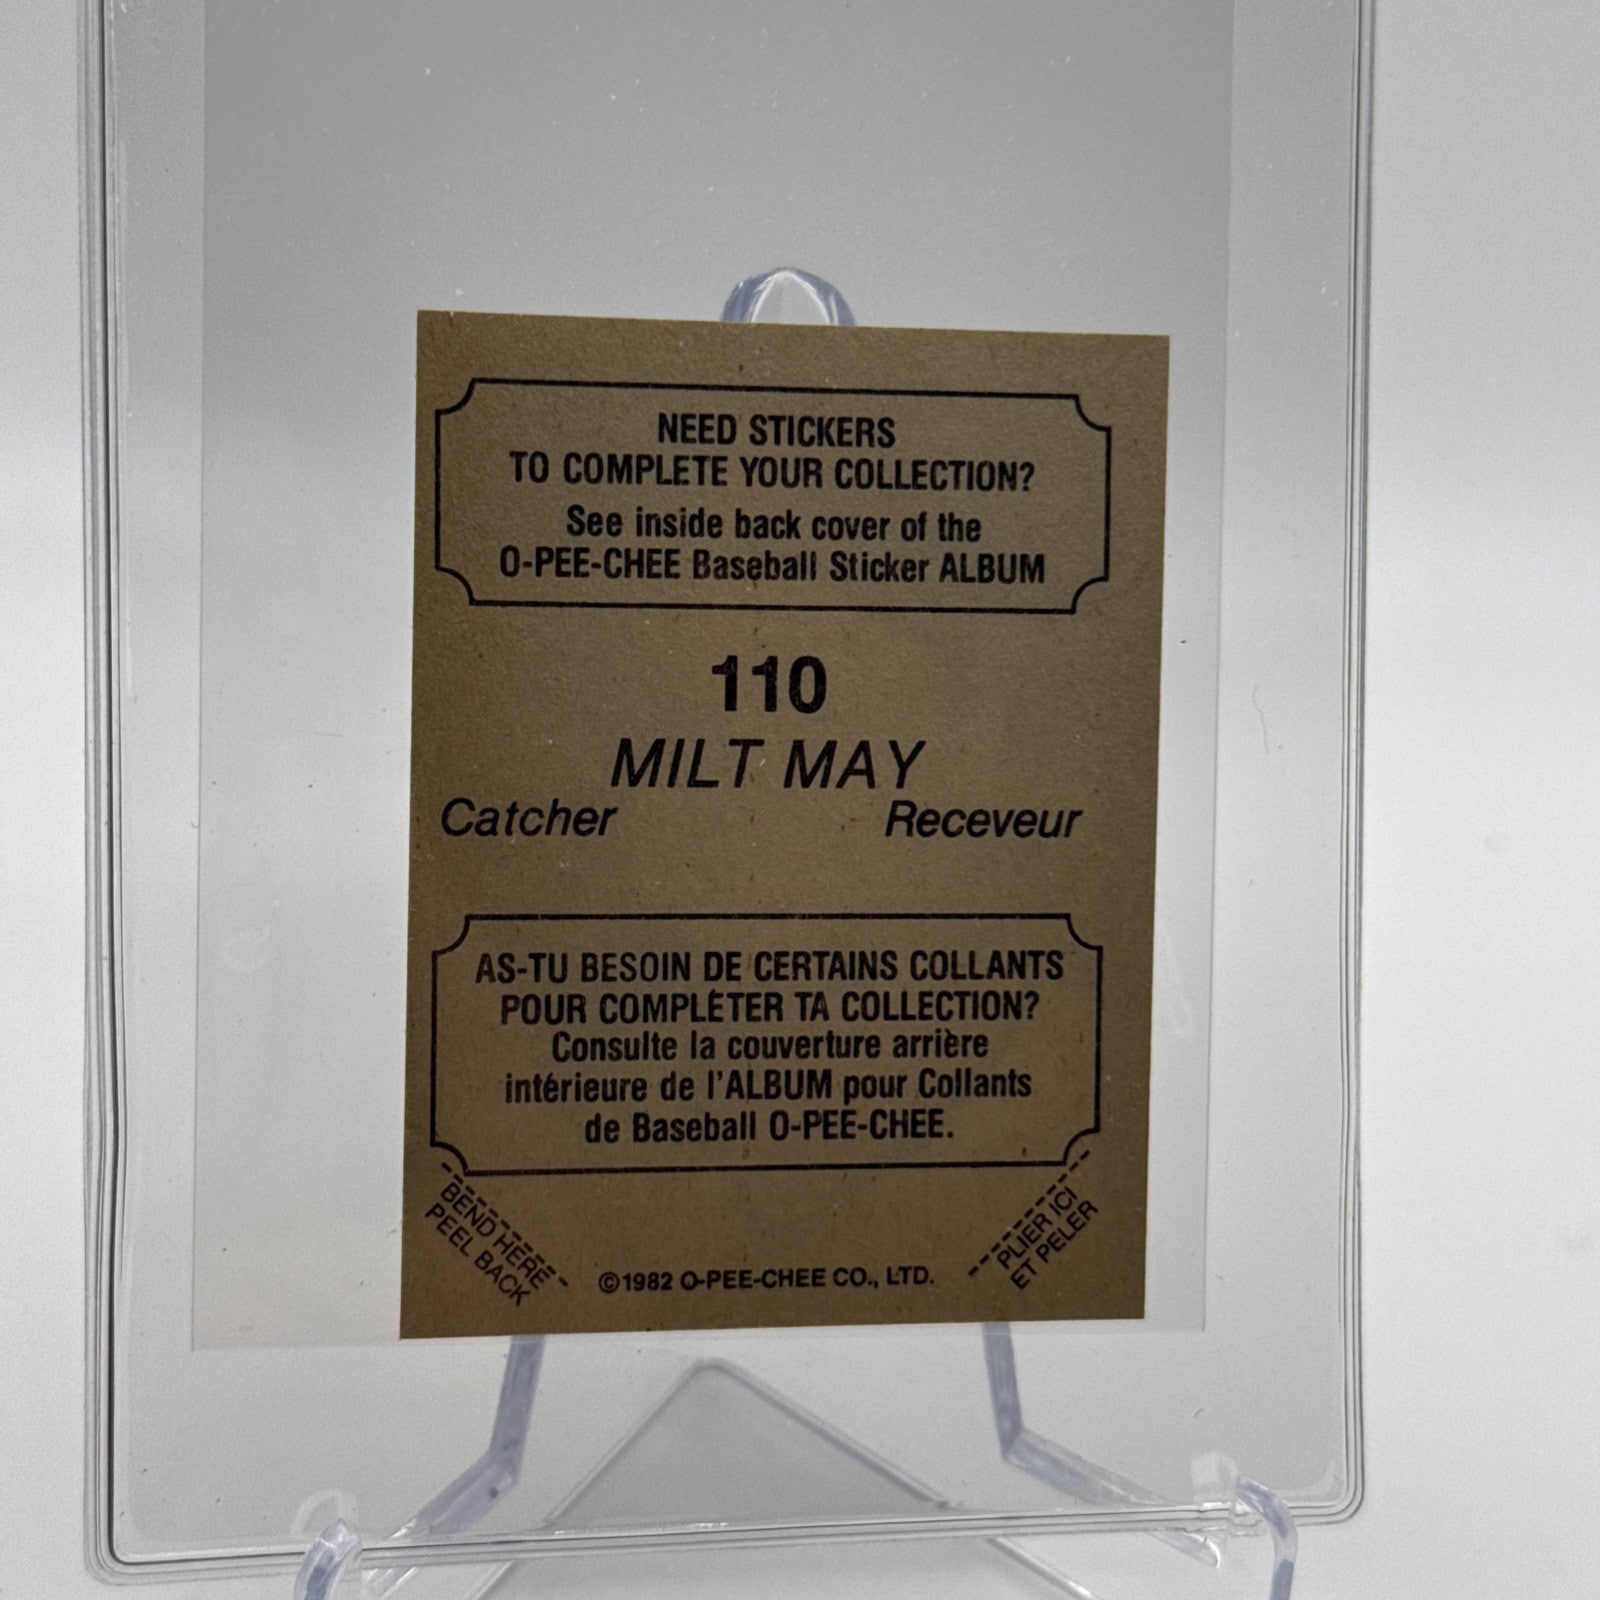 NEED STICKERS
TO COMPLETE YOUR COLLECTION?
See inside back cover of the
O-PEE-CHEE Baseball Sticker ALBUM
110
MILT MAY
Catcher Receveur
AS-TU BESOIN DE CERTAINS COLLANTS
POUR COMPLÉTER TA COLLECTION?
Consulte la couverture arrière
intérieure de l'ALBUM pour Collants
de Baseball O-PEE-CHEE.
BEND HERE
PEEL BACK
©1982 O-PEE-CHEE CO., LTD.
PLIER ICI
ET PELER